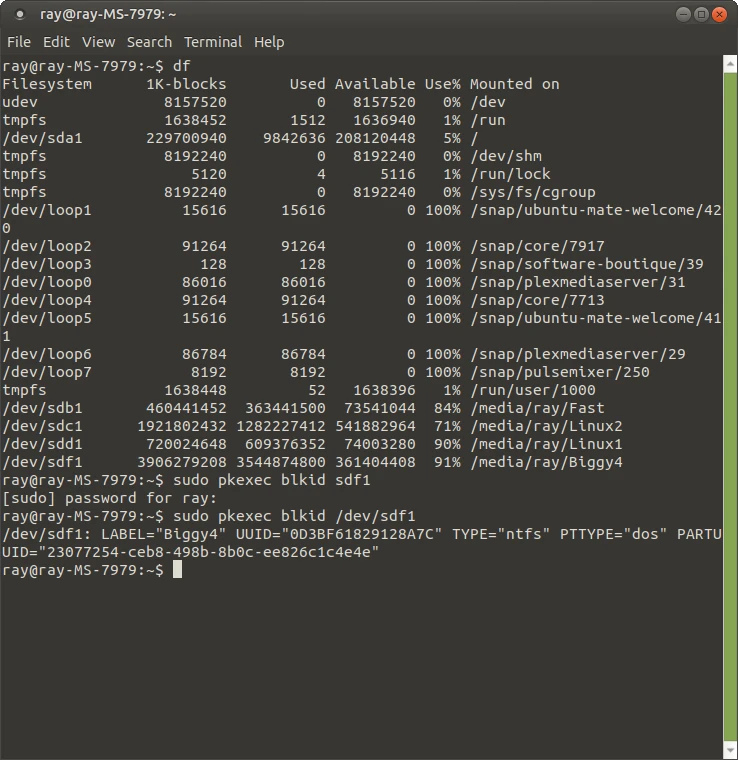 ray@ray-MS-7979: ~
File Edit View Search Terminal Help
ray@ray-MS-7979:~$ df
Filesystem      1K-blocks       Used Available Use% Mounted on
udev              8157520          0   8157520   0% /dev
tmpfs             1638452       1512   1636940   1% /run
/dev/sda1       229700940    9842636 208120448   5% /
tmpfs             8192240          0   8192240   0% /dev/shm
tmpfs                5120          4      5116   1% /run/lock
tmpfs             8192240          0   8192240   0% /sys/fs/cgroup
/dev/loop1          15616      15616         0 100% /snap/ubuntu-mate-welcome/42
0
/dev/loop2          91264      91264         0 100% /snap/core/7917
/dev/loop3            128        128         0 100% /snap/software-boutique/39
/dev/loop0          86016      86016         0 100% /snap/plexmediaserver/31
/dev/loop4          91264      91264         0 100% /snap/core/7713
/dev/loop5          15616      15616         0 100% /snap/ubuntu-mate-welcome/41
1
/dev/loop6          86784      86784         0 100% /snap/plexmediaserver/29
/dev/loop7           8192       8192         0 100% /snap/pulsemixer/250
tmpfs             1638448         52   1638396   1% /run/user/1000
/dev/sdb1       460441452  363441500  73541044  84% /media/ray/Fast
/dev/sdc1      1921802432 1282227412 541882964  71% /media/ray/Linux2
/dev/sdd1       720024648  609376352  74003280  90% /media/ray/Linux1
/dev/sdf1      3906279208 3544874800 361404408  91% /media/ray/Biggy4
ray@ray-MS-7979:~$ sudo pkexec blkid sdf1
[sudo] password for ray:
ray@ray-MS-7979:~$ sudo pkexec blkid /dev/sdf1
/dev/sdf1: LABEL="Biggy4" UUID="0D3BF61829128A7C" TYPE="ntfs" PTTYPE="dos" PARTU
UID="23077254-ceb8-498b-8b0c-ee826c1c4e4e"
ray@ray-MS-7979:~$